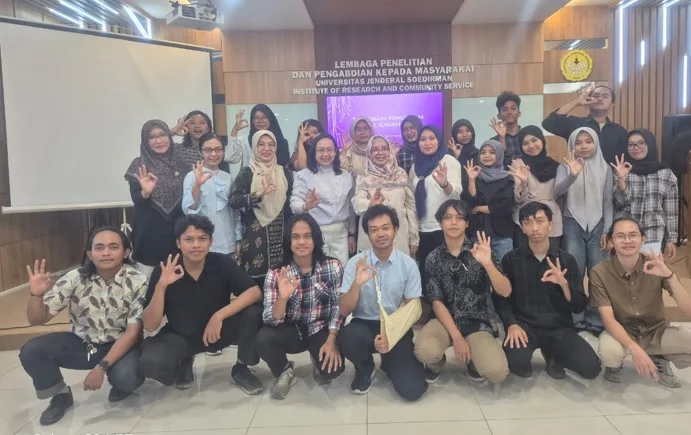 LEMBAGA PENELITIAN
DAN PENGABDIAN KEPADA MASYARAKAT
UNIVERSITAS JENDERAL SOEDIRMAN
INSTITUTE OF RESEARCH AND COMMUNITY SERVICE